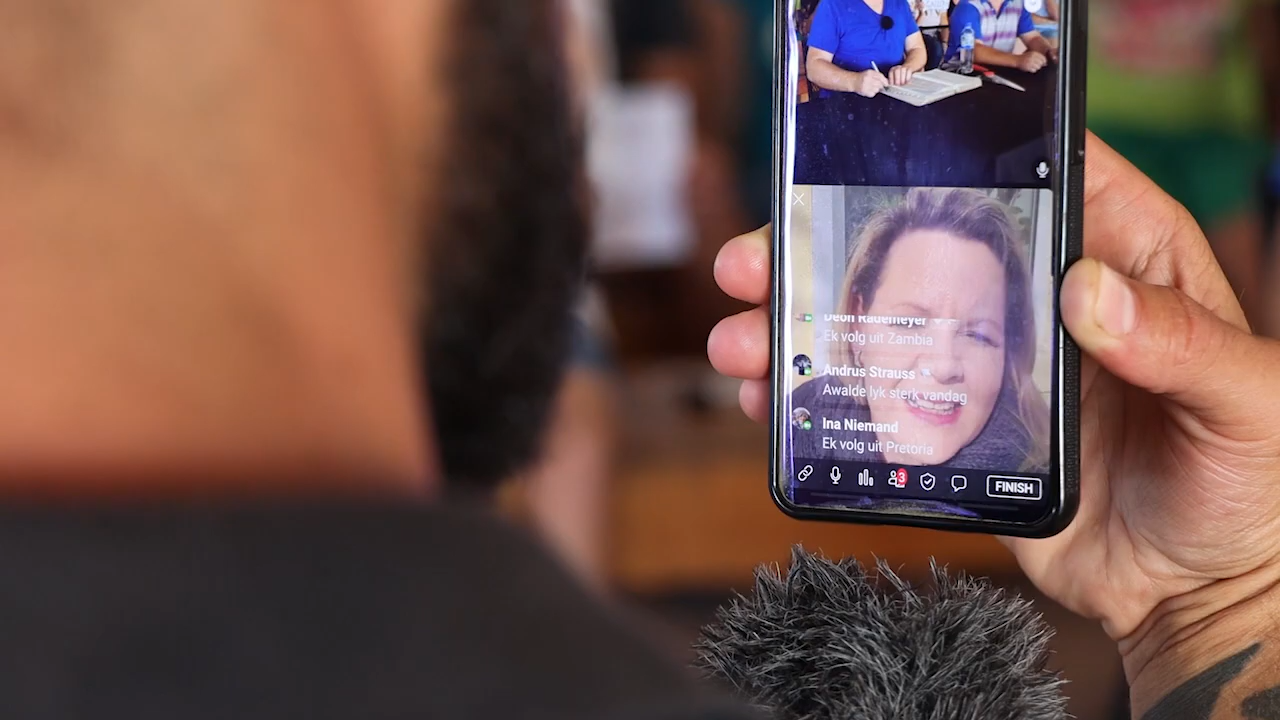 Deon Rademeyer
Ek volg uit Zambia
Andrus Strauss
Awalde lyk sterk vandag
Ina Niemand
Ek volg uit Pretoria
3
FINISH